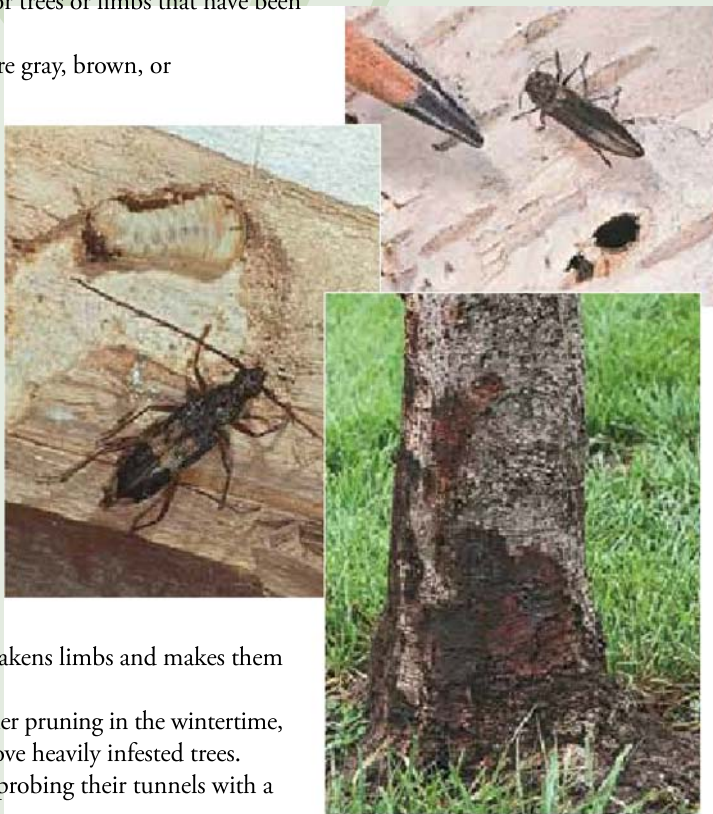 or trees or limbs that have been
re gray, brown, or
akens limbs and makes them
er pruning in the wintertime,
ove heavily infested trees.
probing their tunnels with a